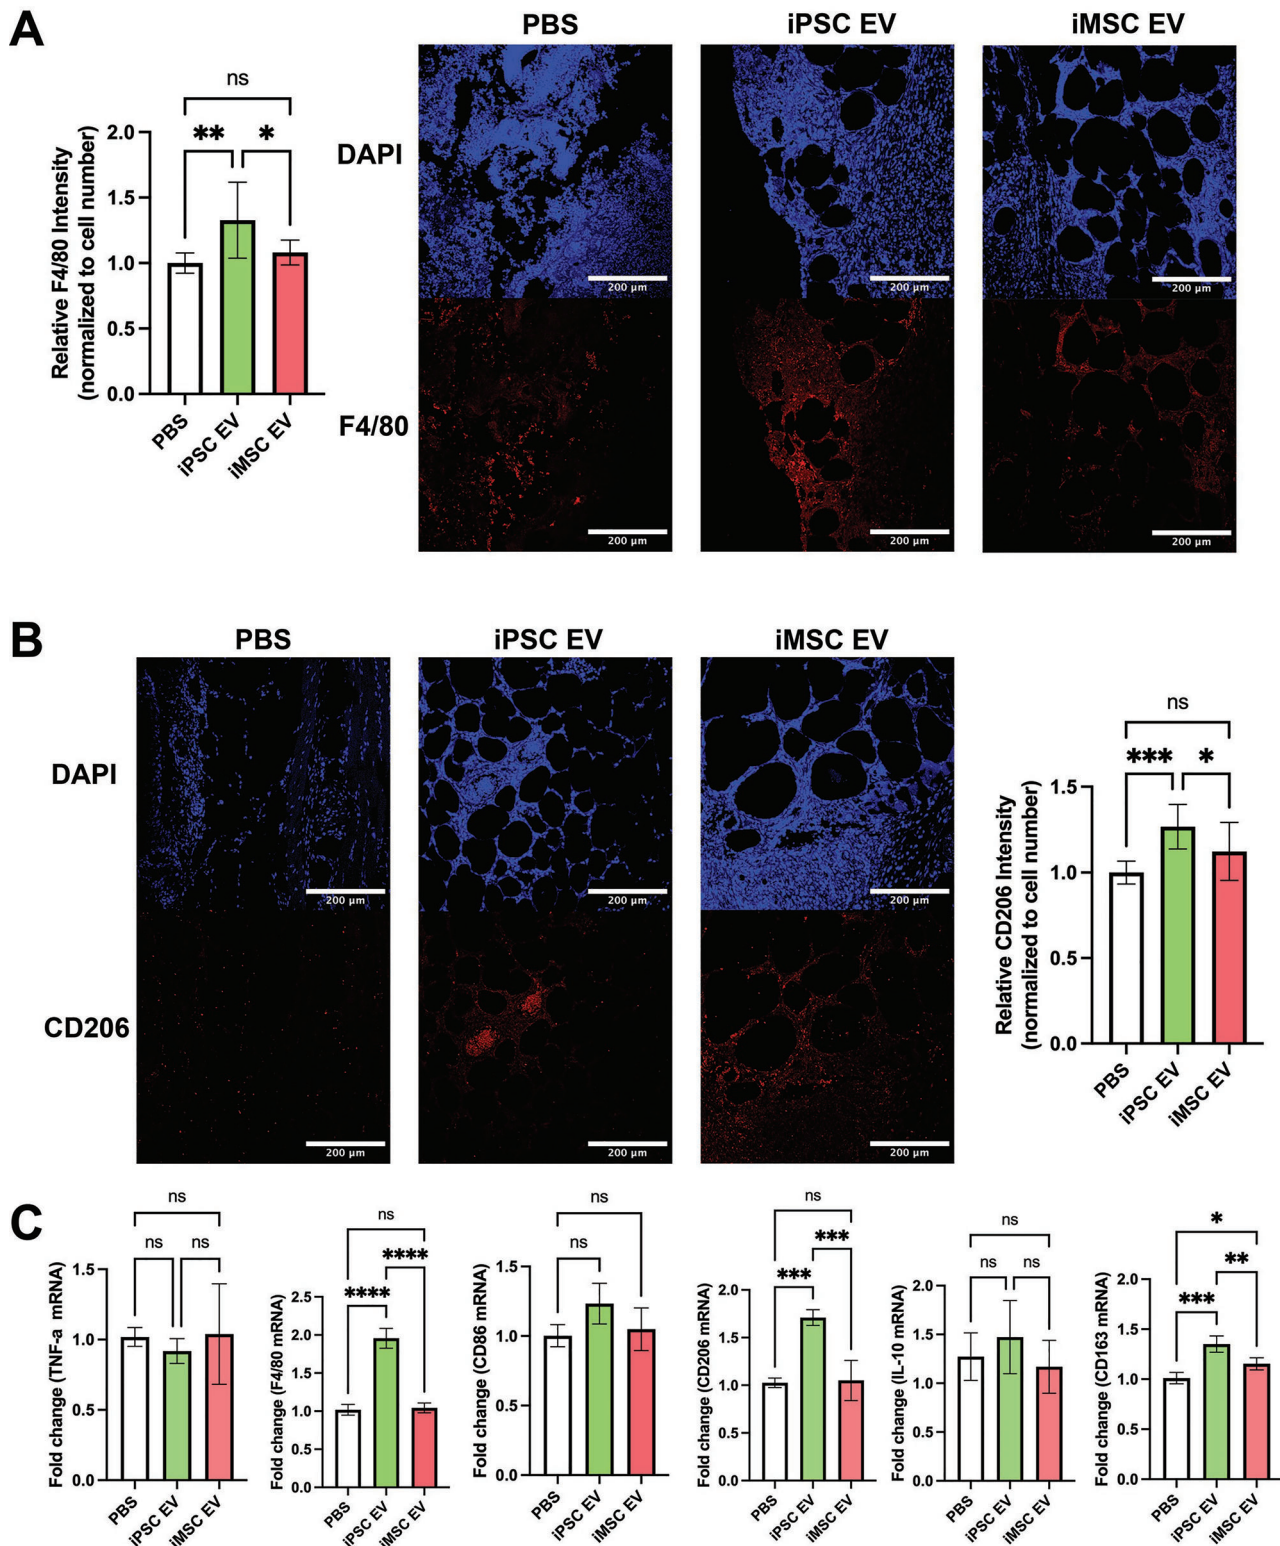 A
PBS
iPSC EV
iMSC EV
ns
** *
Relative F4/80 Intensity
(normalized to cell number)
2.0
1.5
1.0
0.5
0.0
PBS
iPSC EV
iMSC EV
DAPI
200 µm
200 µm
200 µm
F4/80
200 µm
200 µm
200 µm
B
PBS
iPSC EV
iMSC EV
DAPI
200 µm
200 µm
200 µm
CD206
200 µm
200 µm
200 µm
ns
*** *
Relative CD206 Intensity
(normalized to cell number)
1.5
1.0
0.5
0.0
PBS
iPSC EV
iMSC EV
C
ns
ns ns
Fold change (TNF-a mRNA)
1.5
1.0
0.5
0.0
PBS
iPSC EV
iMSC EV
ns
****
****
Fold change (F4/80 mRNA)
2.5
2.0
1.5
1.0
0.5
0.0
PBS
iPSC EV
iMSC EV
ns
ns
Fold change (CD86 mRNA)
1.5
1.0
0.5
0.0
PBS
iPSC EV
iMSC EV
ns
***
***
Fold change (CD206 mRNA)
2.0
1.5
1.0
0.5
0.0
PBS
iPSC EV
iMSC EV
ns
ns ns
Fold change (IL-10 mRNA)
2.0
1.5
1.0
0.5
0.0
PBS
iPSC EV
iMSC EV
*
**
***
Fold change (CD163 mRNA)
2.0
1.5
1.0
0.5
0.0
PBS
iPSC EV
iMSC EV